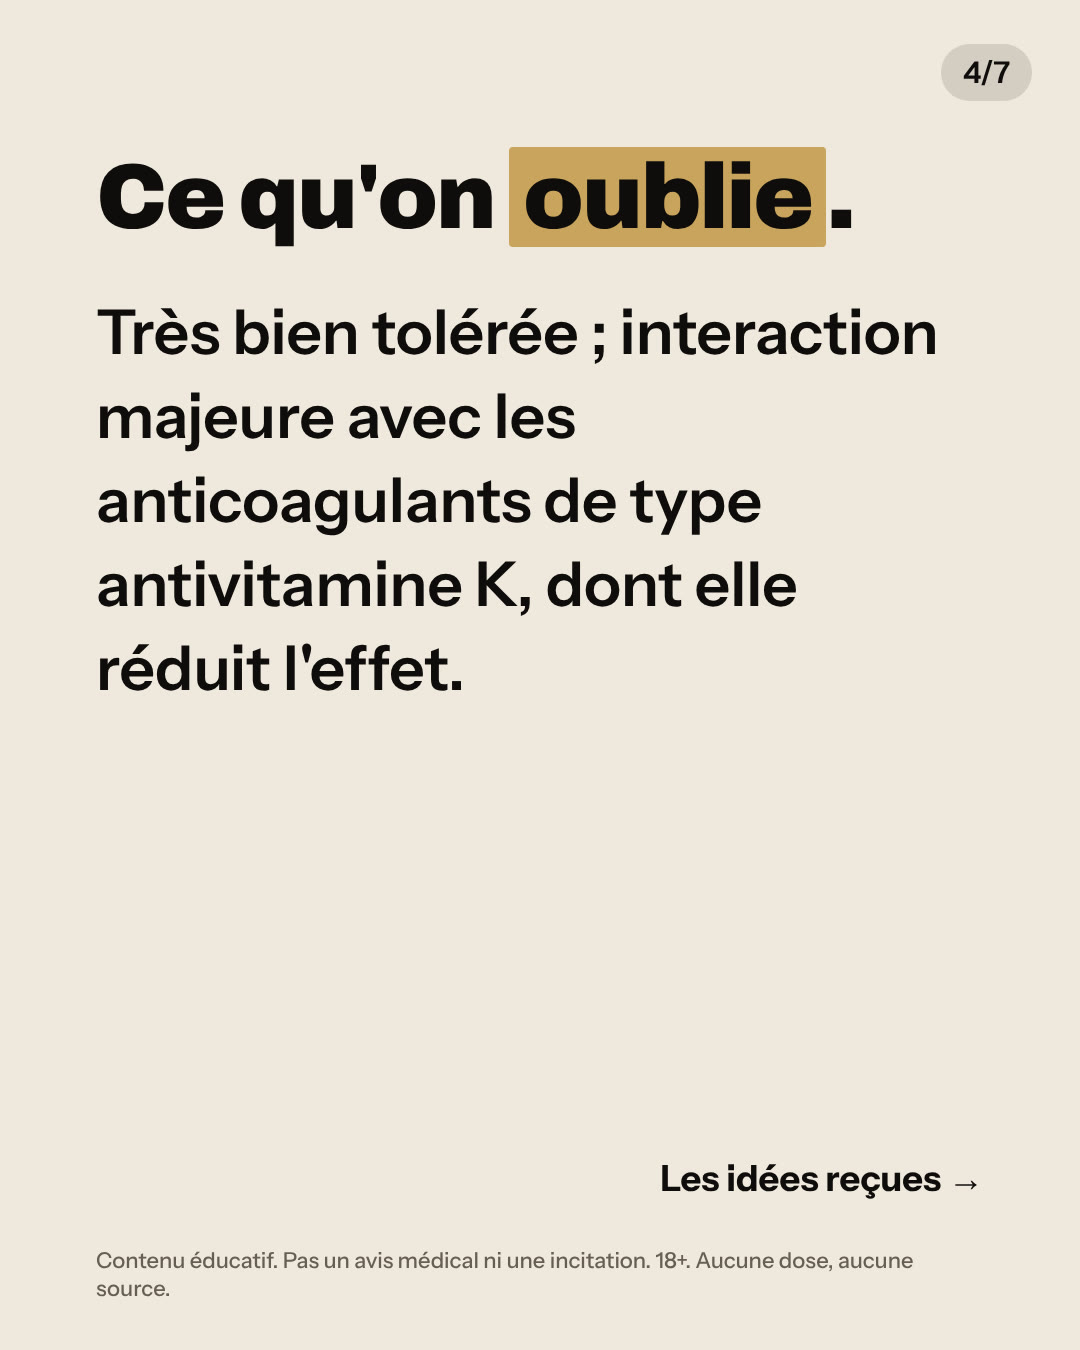 4/7
Ce qu'on oublie.
Très bien tolérée ; interaction
majeure avec les
anticoagulants de type
antivitamine K, dont elle
réduit l'effet.
Les idées reçues →
Contenu éducatif. Pas un avis médical ni une incitation. 18+. Aucune dose, aucune
source.